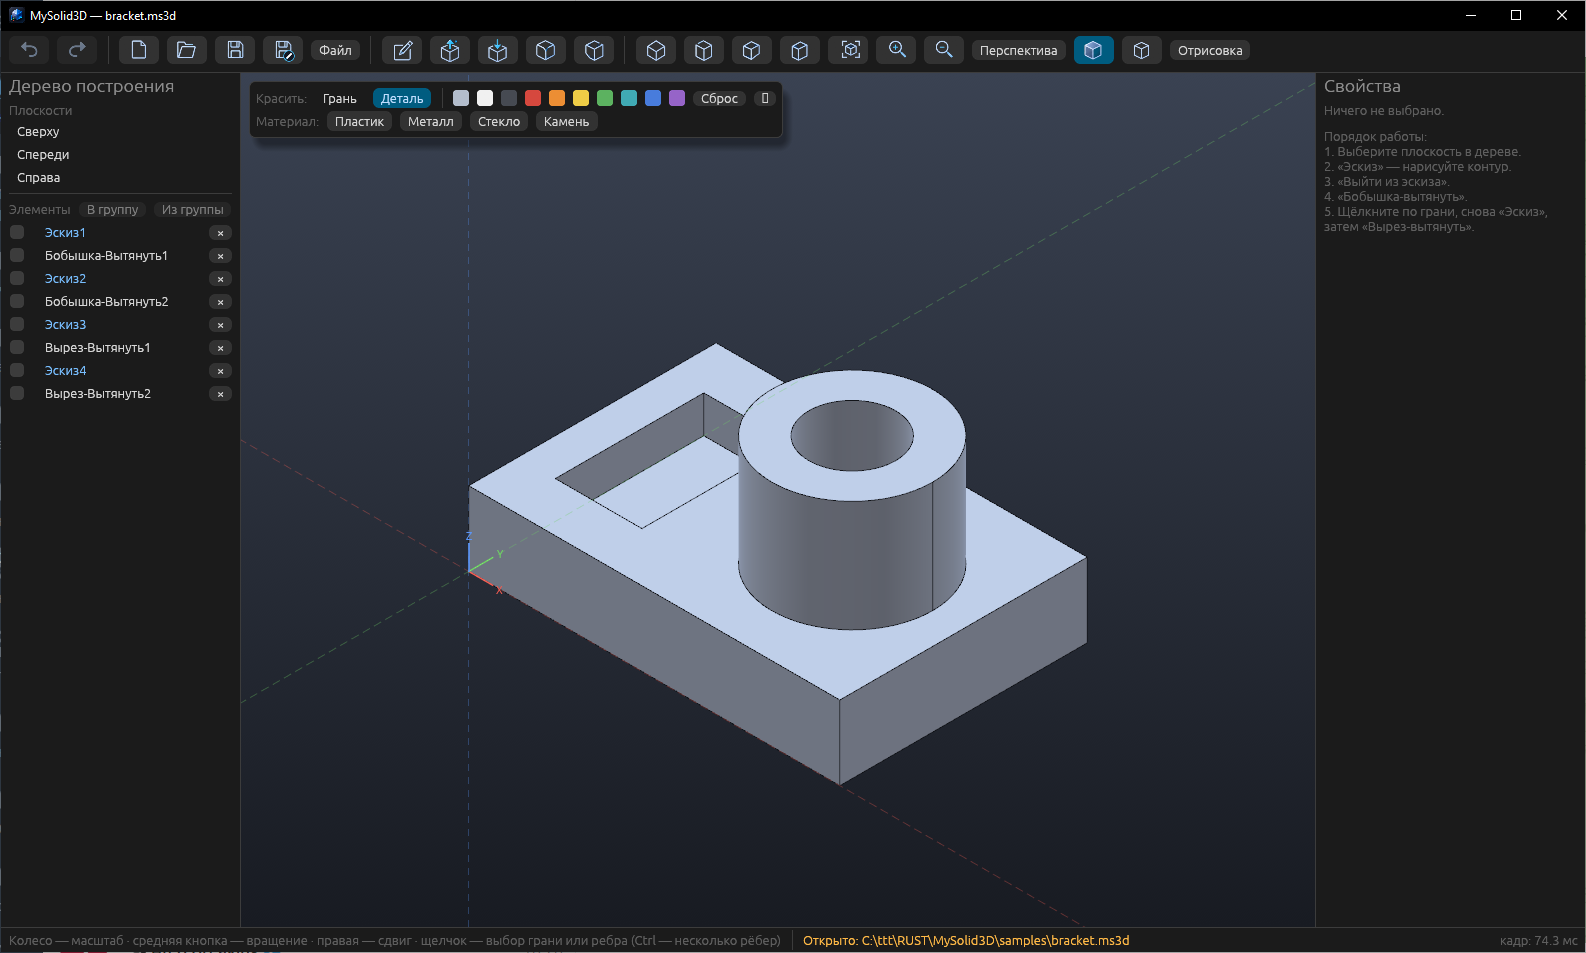 MySolid3D — bracket.ms3d
Файл
Перспектива
Отрисовка
Дерево построения
Плоскости
Сверху
Спереди
Справа
Элементы В группу Из группы
Эскиз1 ×
Бобышка-Вытянуть1 ×
Эскиз2 ×
Бобышка-Вытянуть2 ×
Эскиз3 ×
Вырез-Вытянуть1 ×
Эскиз4 ×
Вырез-Вытянуть2 ×
Красить: Грань Деталь Сброс
Материал: Пластик Металл Стекло Камень
Z
Y
X
Свойства
Ничего не выбрано.
Порядок работы:
1. Выберите плоскость в дереве.
2. «Эскиз» — нарисуйте контур.
3. «Выйти из эскиза».
4. «Бобышка-вытянуть».
5. Щёлкните по грани, снова «Эскиз»,
затем «Вырез-вытянуть».
Колесо — масштаб · средняя кнопка — вращение · правая — сдвиг · щелчок — выбор грани или ребра (Ctrl — несколько рёбер)
Открыто: C:\ttt\RUST\MySolid3D\samples\bracket.ms3d
кадр: 74.3 мс